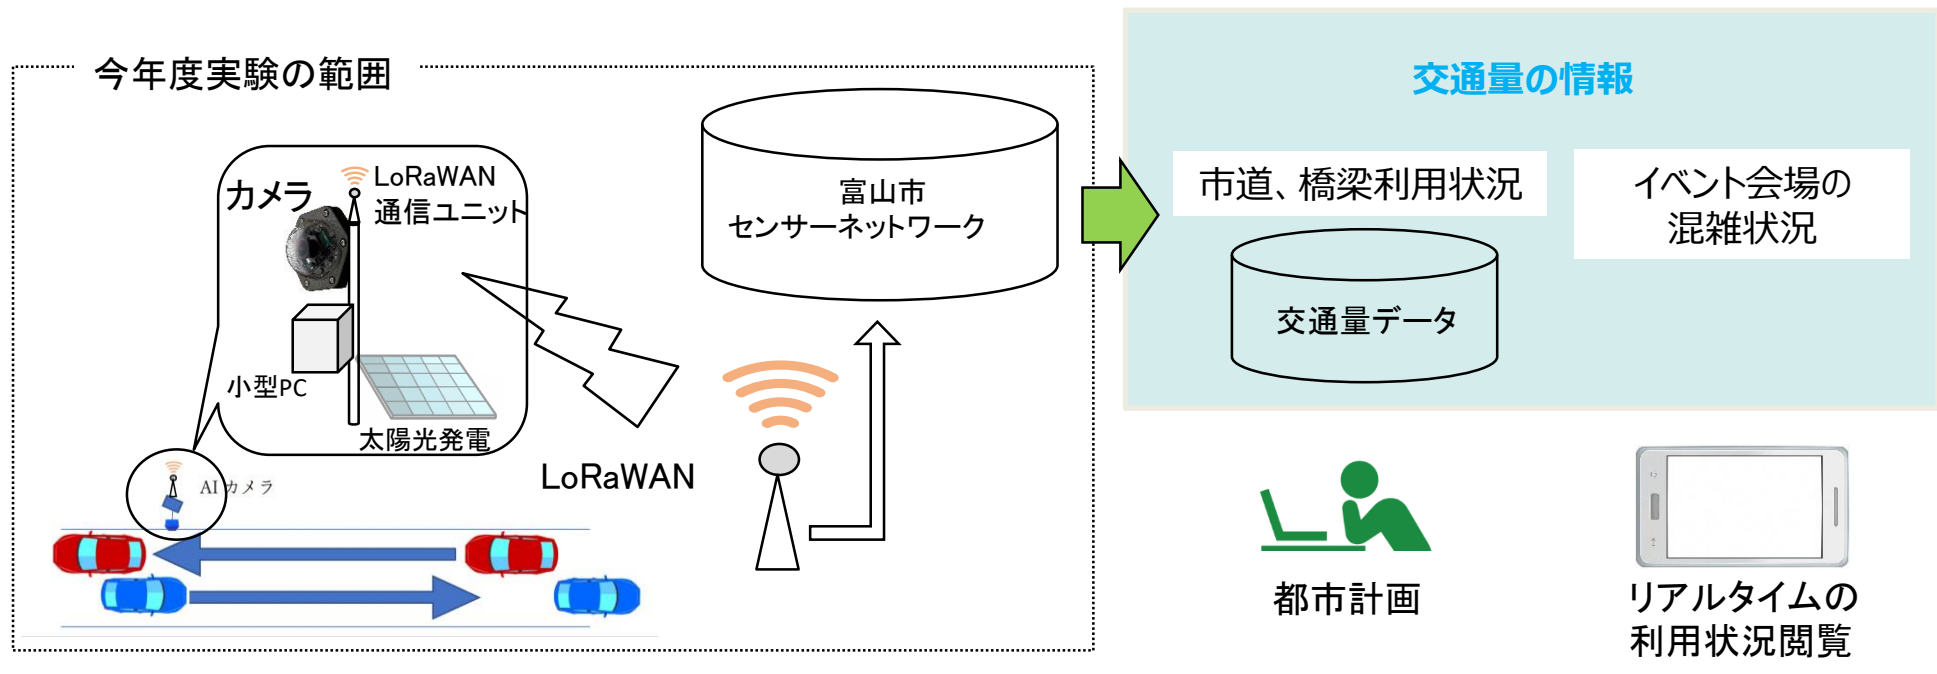 今年度実験の範囲
カメラ
LoRaWAN
通信ユニット
小型PC
太陽光発電
AIカメラ
LoRaWAN
富山市
センサーネットワーク
交通量の情報
市道、橋梁利用状況
イベント会場の
混雑状況
交通量データ
都市計画
リアルタイムの
利用状況閲覧